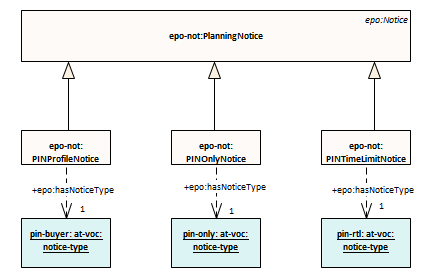 epo:Notice
epo-not:PlanningNotice
epo-not:
PINProfileNotice
epo-not:
PINOnlyNotice
epo-not:
PINTimeLimitNotice
+epo:hasNoticeType
+epo:hasNoticeType
+epo:hasNoticeType
1
1
1
pin-buyer: at-voc:
notice-type
pin-only: at-voc:
notice-type
pin-rtl: at-voc:
notice-type